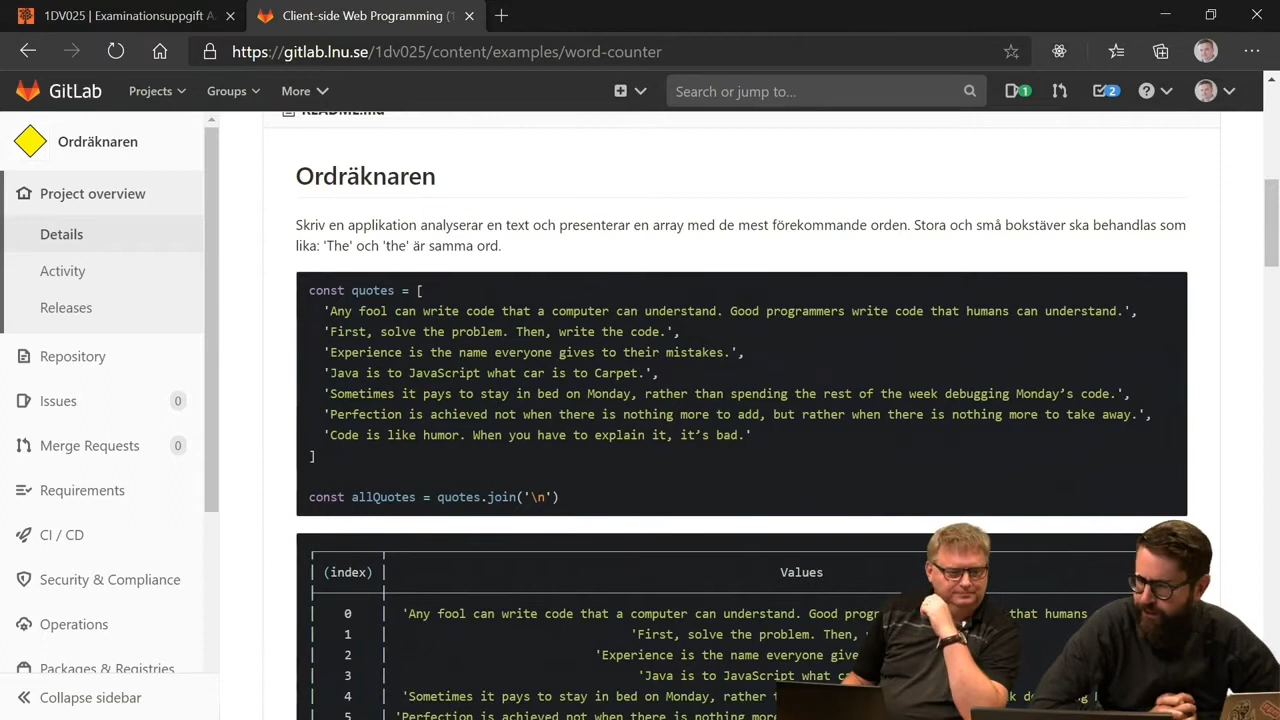 1DV025 | Examinationsuppgift A
Client-side Web Programming (1
https://gitlab.lnu.se/1dv025/content/examples/word-counter
GitLab
Projects
Groups
More
Search or jump to...
1
2
Ordräknaren
Project overview
Details
Activity
Releases
Repository
Issues 0
Merge Requests 0
Requirements
CI / CD
Security & Compliance
Operations
Packages & Registries
Collapse sidebar
README.md
Ordräknaren
Skriv en applikation analyserar en text och presenterar en array med de mest förekommande orden. Stora och små bokstäver ska behandlas som
lika: 'The' och 'the' är samma ord.
const quotes = [
'Any fool can write code that a computer can understand. Good programmers write code that humans can understand.',
'First, solve the problem. Then, write the code.',
'Experience is the name everyone gives to their mistakes.',
'Java is to JavaScript what car is to Carpet.',
'Sometimes it pays to stay in bed on Monday, rather than spending the rest of the week debugging Monday’s code.',
'Perfection is achieved not when there is nothing more to add, but rather when there is nothing more to take away.',
'Code is like humor. When you have to explain it, it’s bad.'
]
const allQuotes = quotes.join('\n')
(index) Values
0 'Any fool can write code that a computer can understand. Good that humans
1 'First, solve the problem. Then,
2 'Experience is the name everyone
3 'Java is to JavaScript what
4 'Sometimes it pays to stay in bed on Monday, rather
5 'Perfection is achieved not when there is nothing more